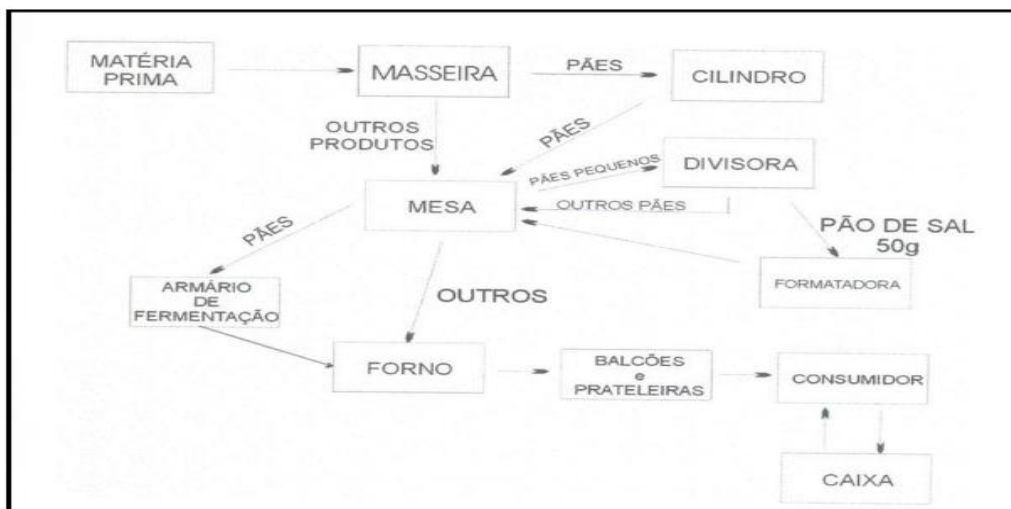 MATÉRIA
PRIMA
MASSEIRA
PÃES
CILINDRO
OUTROS
PRODUTOS
PÃES
PÃES PEQUENOS
DIVISORA
MESA
OUTROS PÃES
PÃO DE SAL
50g
PÃES
FORMATADORA
ARMÁRIO
DE
FERMENTAÇÃO
OUTROS
FORNO
BALCÕES
e
PRATELEIRAS
CONSUMIDOR
CAIXA